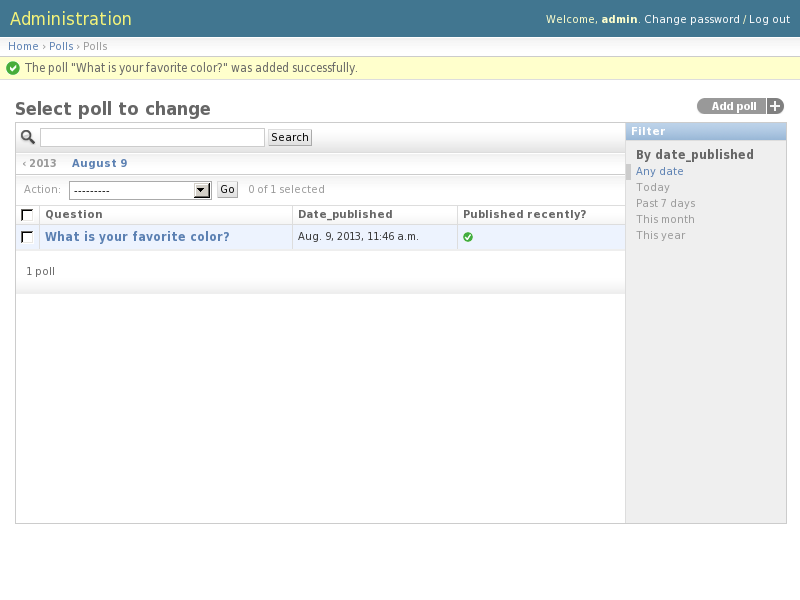 Administration
Welcome, admin. Change password / Log out
Home › Polls › Polls
The poll "What is your favorite color?" was added successfully.
Select poll to change
Add poll +
Search
Filter
‹ 2013 August 9
By date_published
Any date
Today
Past 7 days
This month
This year
Action: --------- Go 0 of 1 selected
Question Date_published Published recently?
What is your favorite color? Aug. 9, 2013, 11:46 a.m.
1 poll